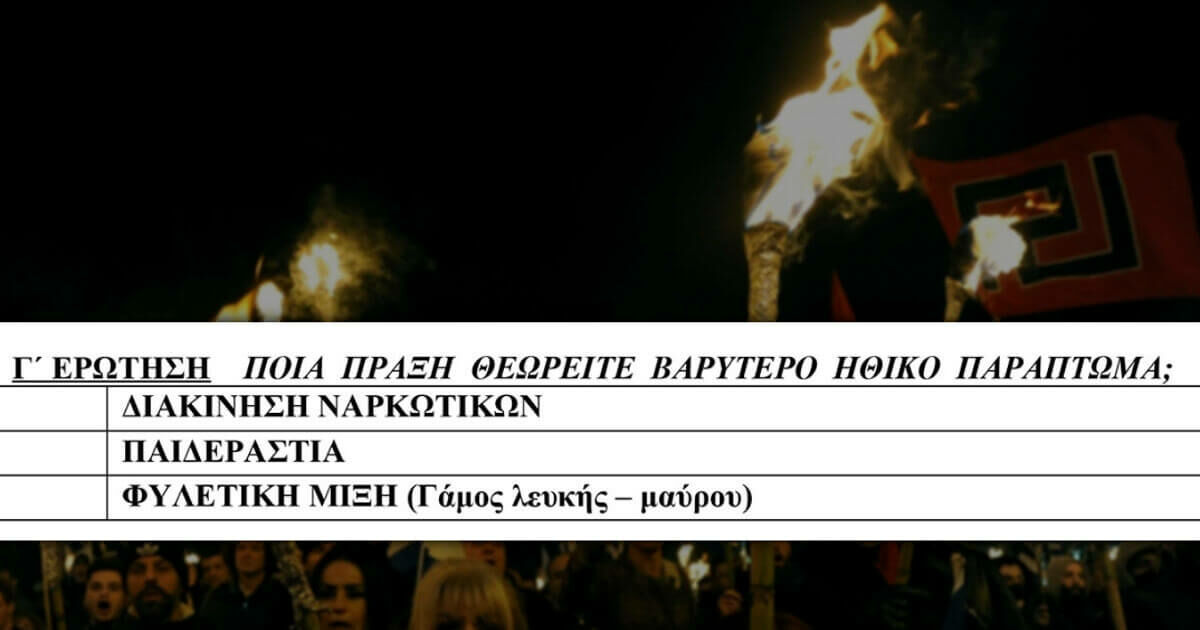 Γ΄ ΕΡΩΤΗΣΗ ΠΟΙΑ ΠΡΑΞΗ ΘΕΩΡΕΙΤΕ ΒΑΡΥΤΕΡΟ ΗΘΙΚΟ ΠΑΡΑΠΤΩΜΑ;
ΔΙΑΚΙΝΗΣΗ ΝΑΡΚΩΤΙΚΩΝ
ΠΑΙΔΕΡΑΣΤΙΑ
ΦΥΛΕΤΙΚΗ ΜΙΞΗ (Γάμος λευκής – μαύρου)